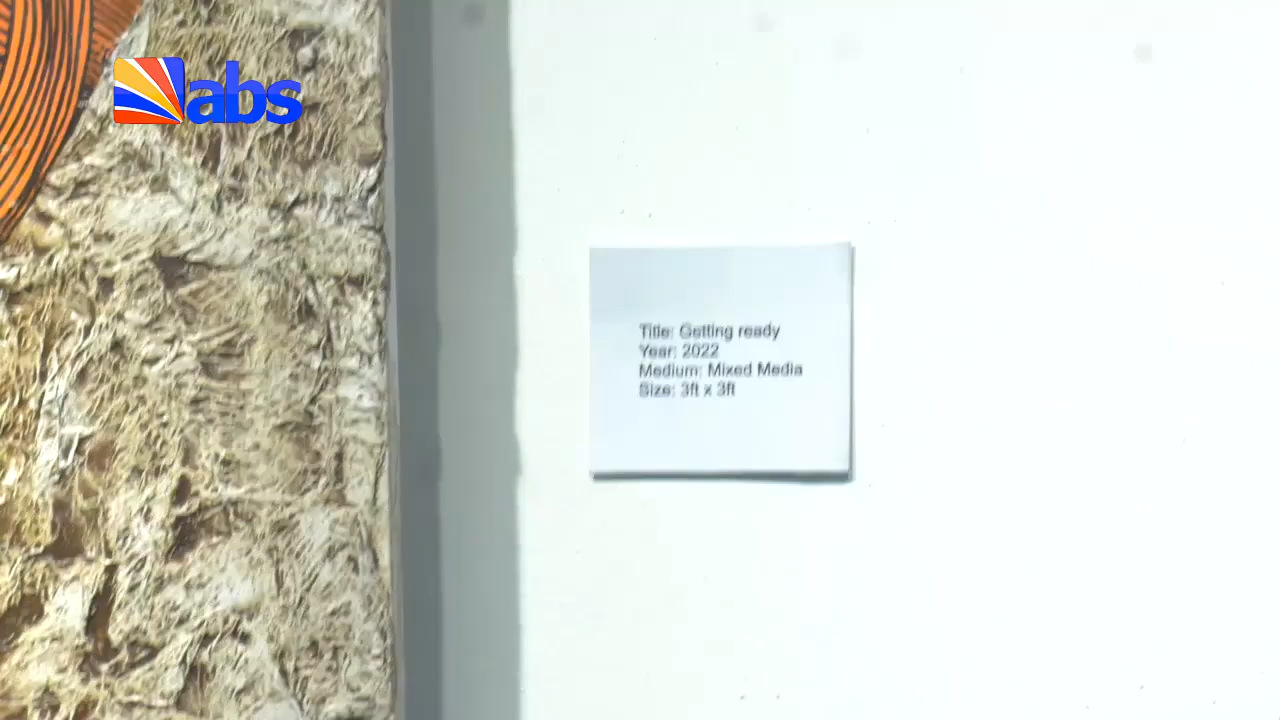 abs
Title: Getting ready
Year: 2022
Medium: Mixed Media
Size: 3ft x 3ft